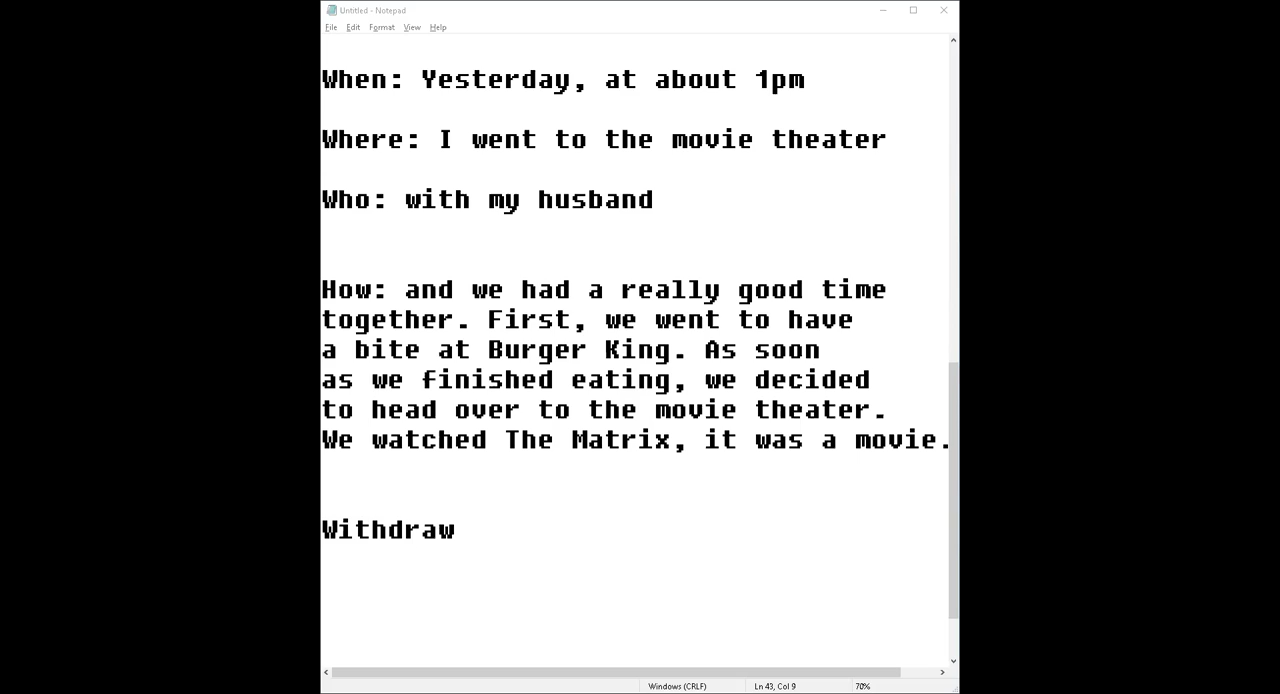 Untitled - Notepad
File Edit Format View Help
When: Yesterday, at about 1pm
Where: I went to the movie theater
Who: with my husband
How: and we had a really good time
together. First, we went to have
a bite at Burger King. As soon
as we finished eating, we decided
to head over to the movie theater.
We watched The Matrix, it was a movie.
Withdraw
Windows (CRLF) Ln 43, Col 9 70%